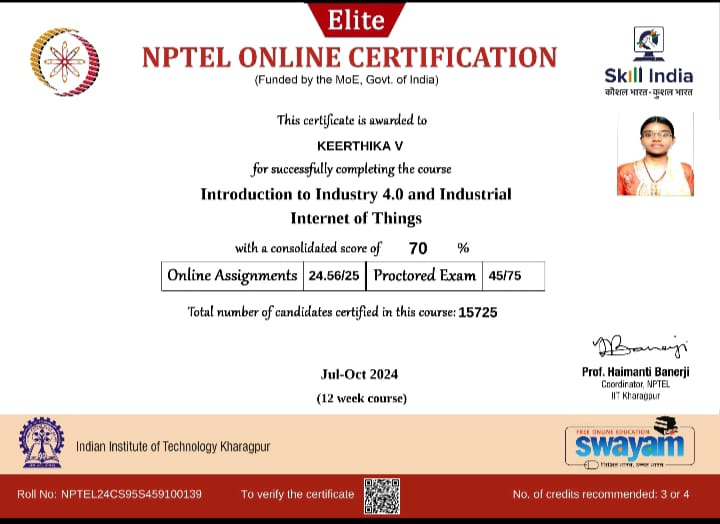 Elite
NPTEL ONLINE CERTIFICATION
(Funded by the MoE, Govt. of India)
Skill India
कौशल भारत - कुशल भारत
This certificate is awarded to
KEERTHIKA V
for successfully completing the course
Introduction to Industry 4.0 and Industrial
Internet of Things
with a consolidated score of 70 %
Online Assignments 24.56/25 Proctored Exam 45/75
Total number of candidates certified in this course: 15725
Jul-Oct 2024
(12 week course)
Prof. Haimanti Banerji
Coordinator, NPTEL
IIT Kharagpur
Indian Institute of Technology Kharagpur
FREE ONLINE EDUCATION
swayam
शिक्षित भारत, उन्नत भारत
Roll No: NPTEL24CS95S459100139
To verify the certificate
No. of credits recommended: 3 or 4